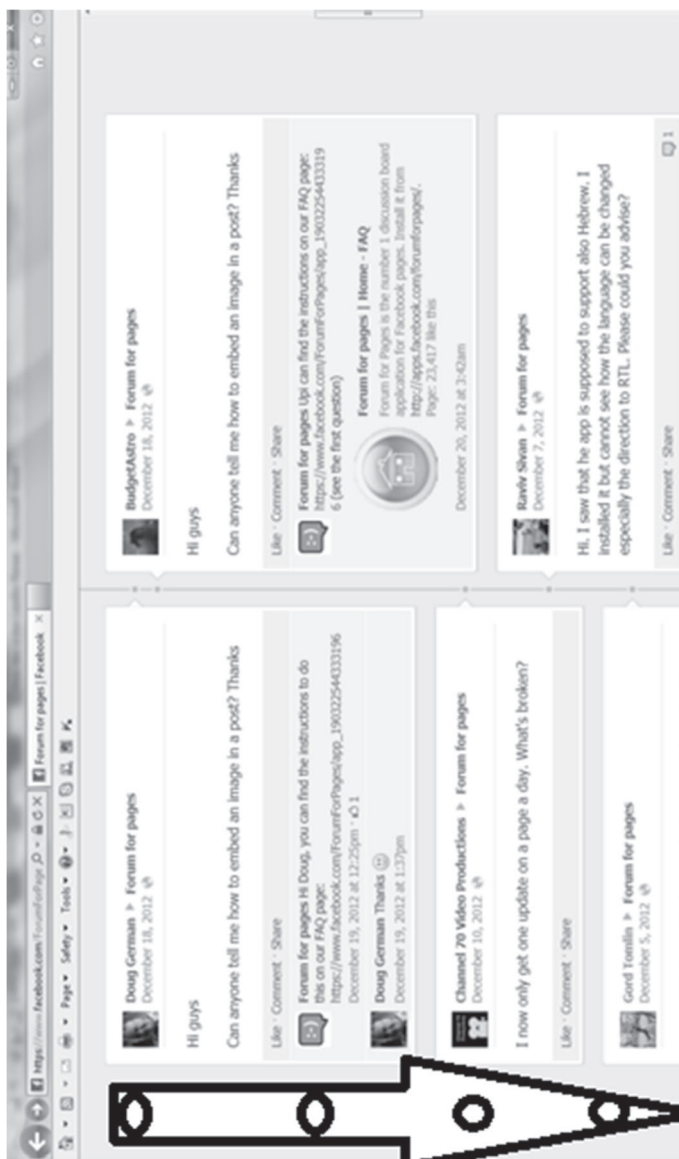 https://www.facebook.com/ForumForPage
Forum for pages | Facebook
Page Safety Tools
Doug German Forum for pages
December 18, 2012
Hi guys
Can anyone tell me how to embed an image in a post? Thanks
Like · Comment · Share
Forum for pages Hi Doug, you can find the instructions to do
this on our FAQ page:
https://www.facebook.com/ForumForPages/app_190322544333196
December 19, 2012 at 12:25pm · 1
Doug German Thanks
December 19, 2012 at 1:37pm
Channel 70 Video Productions Forum for pages
December 10, 2012
I now only get one update on a page a day. What's broken?
Like · Comment · Share
Gord Tomlin Forum for pages
December 5, 2012
BudgetAstro Forum for pages
December 18, 2012
Hi guys
Can anyone tell me how to embed an image in a post? Thanks
Like · Comment · Share
Forum for pages Upi can find the instructions on our FAQ page:
https://www.facebook.com/ForumForPages/app_19032254433319
6 (see the first question)
Forum for pages | Home - FAQ
Forum for Pages is the number 1 discussion board
application for Facebook pages. Install it from
http://apps.facebook.com/forumforpages/.
Page: 23,417 like this
December 20, 2012 at 3:42am
Raviv Sivan Forum for pages
December 7, 2012
Hi, I saw that he app is supposed to support also Hebrew. I
installed it but cannot see how the language can be changed
especially the direction to RTL. Please could you advise?
Like · Comment · Share
1